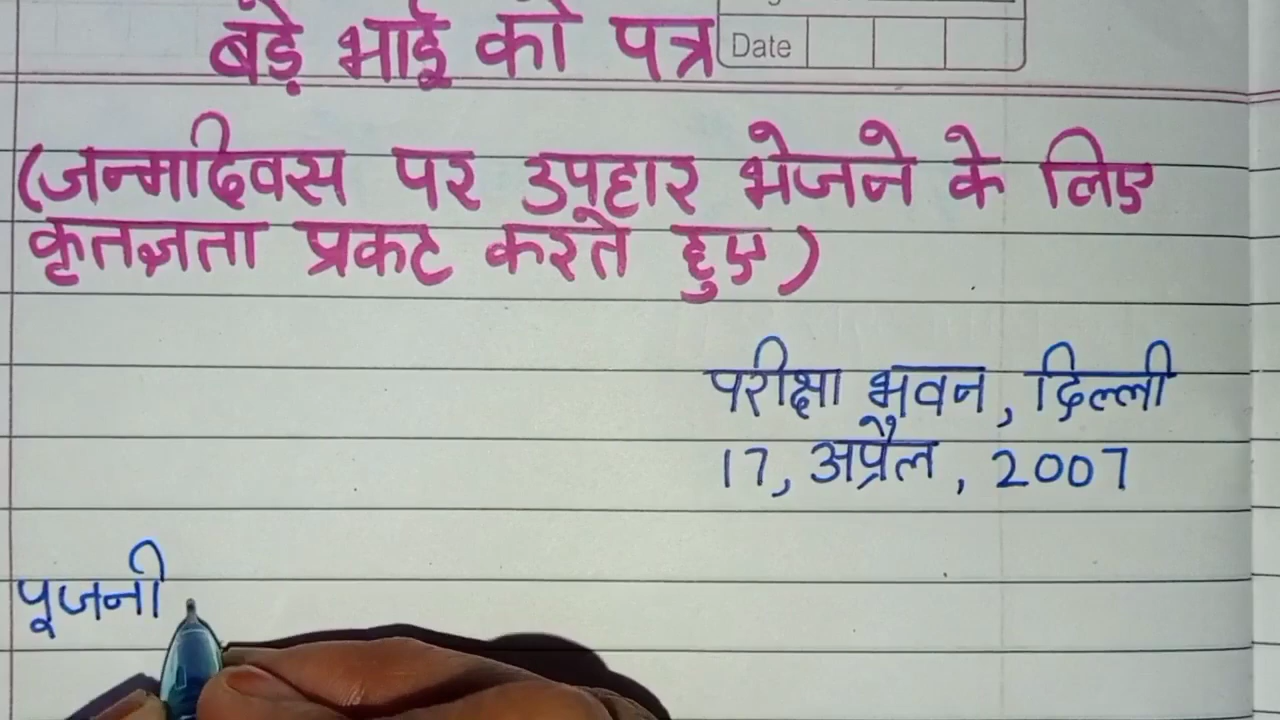 बड़े भाई को पत्र
Date
(जन्मदिवस पर उपहार भेजने के लिए
कृतज्ञता प्रकट करते हुए)
परीक्षा भवन, दिल्ली
17, अप्रैल, 2007
पूजनी